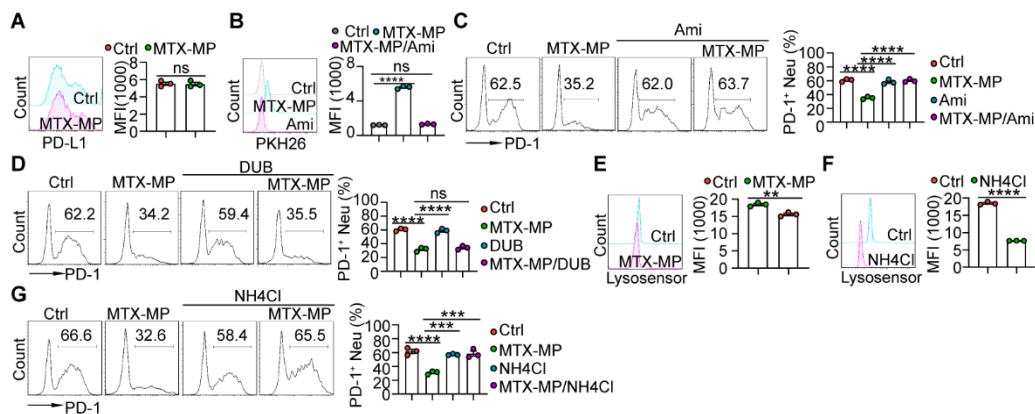 A
Ctrl MTX-MP
Count
Ctrl
MTX-MP
PD-L1
MFI(1000)
8
4
0
ns
B
Ctrl MTX-MP
MTX-MP/Ami
Count
Ctrl
MTX-MP
Ami
PKH26
MFI (1000)
8
4
0
ns
****
C
Ami
Ctrl MTX-MP MTX-MP
Count
62.5 35.2 62.0 63.7
PD-1
PD-1+ Neu (%)
100
80
60
40
20
0
****
****
****
Ctrl
MTX-MP
Ami
MTX-MP/Ami
D
DUB
Ctrl MTX-MP MTX-MP
Count
62.2 34.2 59.4 35.5
PD-1
PD-1+ Neu (%)
100
80
60
40
20
0
ns
**** ****
Ctrl
MTX-MP
DUB
MTX-MP/DUB
E
Ctrl MTX-MP
Count
Ctrl
MTX-MP
Lysosensor
MFI (1000)
20
15
10
5
0
**
F
Ctrl NH4Cl
Count
Ctrl
NH4Cl
Lysosensor
MFI (1000)
20
15
10
5
0
****
G
NH4Cl
Ctrl MTX-MP MTX-MP
Count
66.6 32.6 58.4 65.5
PD-1
PD-1+ Neu (%)
100
80
60
40
20
0
***
***
****
Ctrl
MTX-MP
NH4Cl
MTX-MP/NH4Cl